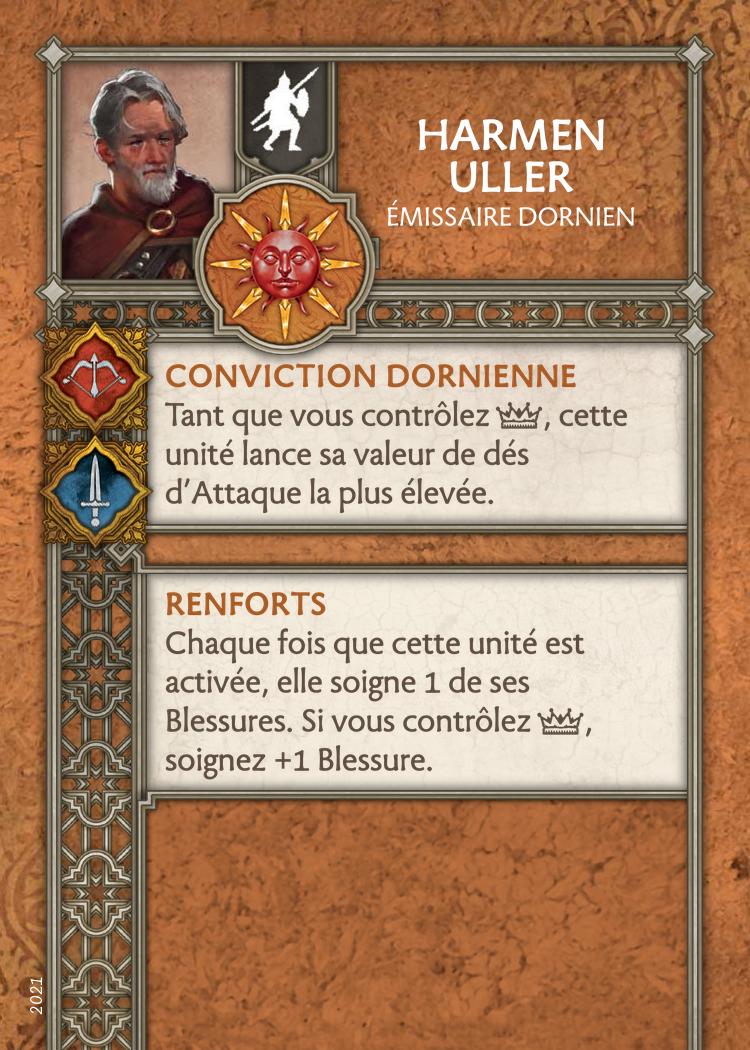 HARMEN
ULLER
ÉMISSAIRE DORNIEN
CONVICTION DORNIENNE
Tant que vous contrôlez , cette
unité lance sa valeur de dés
d'Attaque la plus élevée.
RENFORTS
Chaque fois que cette unité est
activée, elle soigne 1 de ses
Blessures. Si vous contrôlez ,
soignez +1 Blessure.
2021